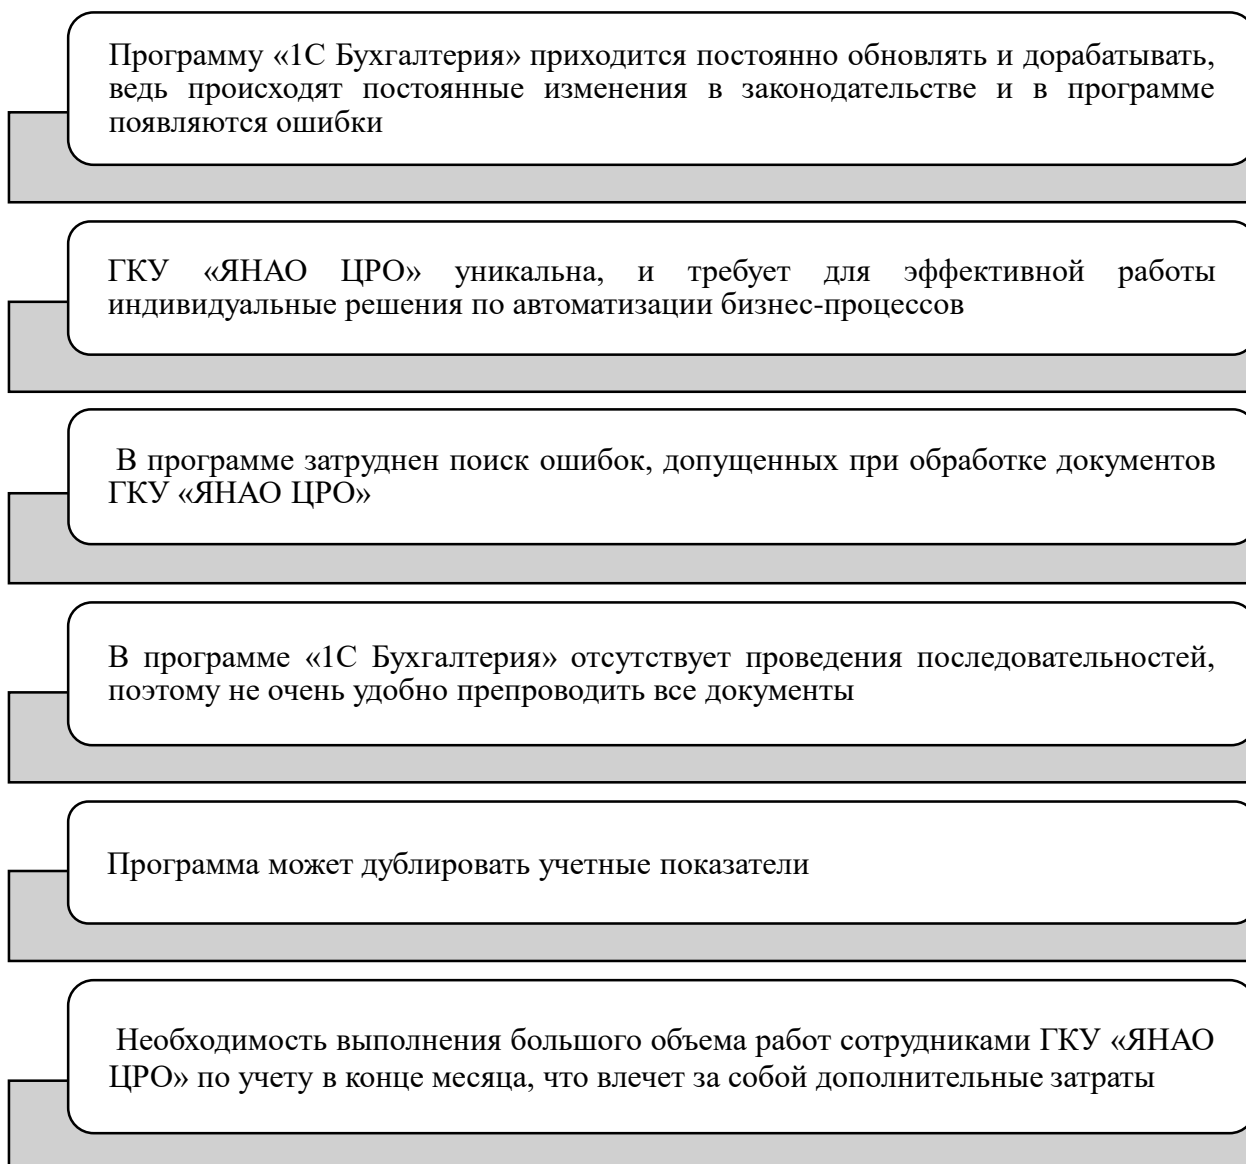 Программу «1С Бухгалтерия» приходится постоянно обновлять и дорабатывать,
ведь происходят постоянные изменения в законодательстве и в программе
появляются ошибки
ГКУ «ЯНАО ЦРО» уникальна, и требует для эффективной работы
индивидуальные решения по автоматизации бизнес-процессов
В программе затруднен поиск ошибок, допущенных при обработке документов
ГКУ «ЯНАО ЦРО»
В программе «1С Бухгалтерия» отсутствует проведения последовательностей,
поэтому не очень удобно препроводить все документы
Программа может дублировать учетные показатели
Необходимость выполнения большого объема работ сотрудниками ГКУ «ЯНАО
ЦРО» по учету в конце месяца, что влечет за собой дополнительные затраты